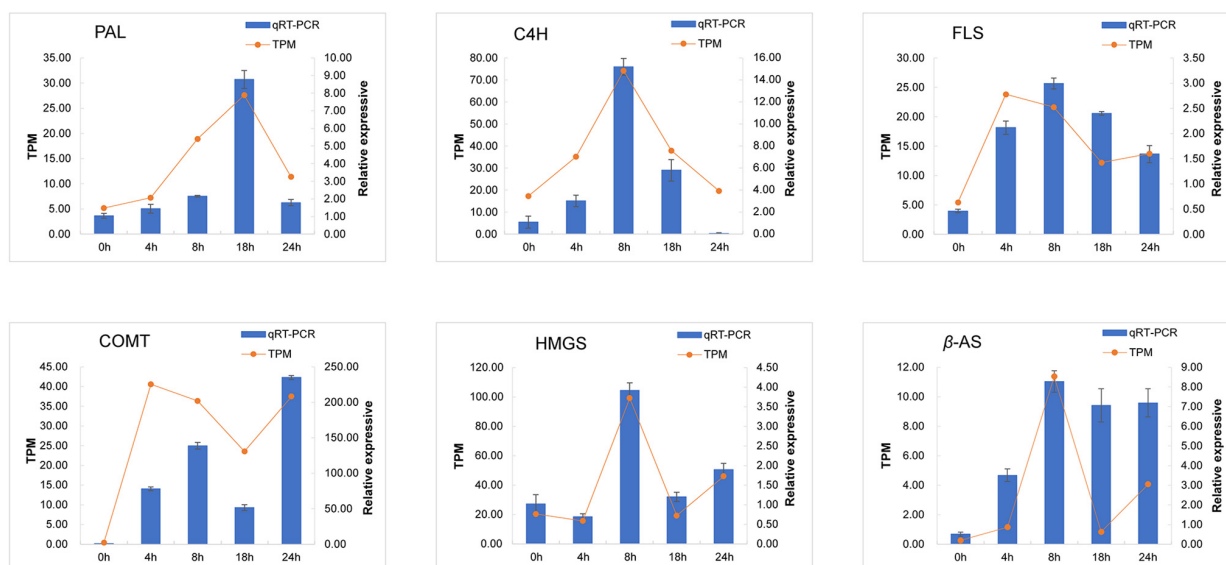 PAL
qRT-PCR
TPM
35.00
30.00
25.00
20.00
15.00
10.00
5.00
0.00
TPM
10.00
9.00
8.00
7.00
6.00
5.00
4.00
3.00
2.00
1.00
0.00
Relative expressive
0h 4h 8h 18h 24h
C4H
qRT-PCR
TPM
80.00
70.00
60.00
50.00
40.00
30.00
20.00
10.00
0.00
TPM
16.00
14.00
12.00
10.00
8.00
6.00
4.00
2.00
0.00
Relative expressive
0h 4h 8h 18h 24h
FLS
qRT-PCR
TPM
30.00
25.00
20.00
15.00
10.00
5.00
0.00
TPM
3.50
3.00
2.50
2.00
1.50
1.00
0.50
0.00
Relative expressive
0h 4h 8h 18h 24h
COMT
qRT-PCR
TPM
45.00
40.00
35.00
30.00
25.00
20.00
15.00
10.00
5.00
0.00
TPM
250.00
200.00
150.00
100.00
50.00
0.00
Relative expressive
0h 4h 8h 18h 24h
HMGS
qRT-PCR
TPM
120.00
100.00
80.00
60.00
40.00
20.00
0.00
TPM
4.50
4.00
3.50
3.00
2.50
2.00
1.50
1.00
0.50
0.00
Relative expressive
0h 4h 8h 18h 24h
β-AS
qRT-PCR
TPM
12.00
10.00
8.00
6.00
4.00
2.00
0.00
TPM
9.00
8.00
7.00
6.00
5.00
4.00
3.00
2.00
1.00
0.00
Relative expressive
0h 4h 8h 18h 24h